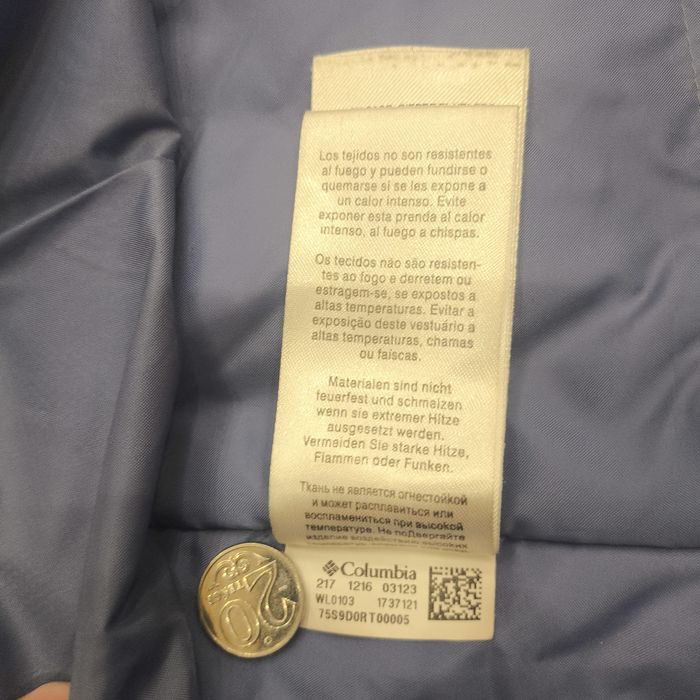 Los tejidos no son resistentes
al fuego y pueden fundirse o
quemarse si se les expone a
un calor intenso. Evite
exponer esta prenda al calor
intenso, al fuego a chispas.
Os tecidos não são resisten-
tes ao fogo e derretem ou
estragem-se, se expostos a
altas temperaturas. Evitar a
exposição deste vestuário a
altas temperaturas, chamas
ou faíscas.
Materialen sind nicht
feuerfest und schmelzen
wenn sie extremer Hitze
ausgesetzt werden.
Vermeiden Sie starke Hitze,
Flammen oder Funken.
Ткань не является огнестойкой
и может расплавиться или
воспламениться при высокой
температуре. Не подвергайте
изделие воздействию высоких
Columbia
217 1216 03123
WL0103 1737121
75S9D0RT00005
20